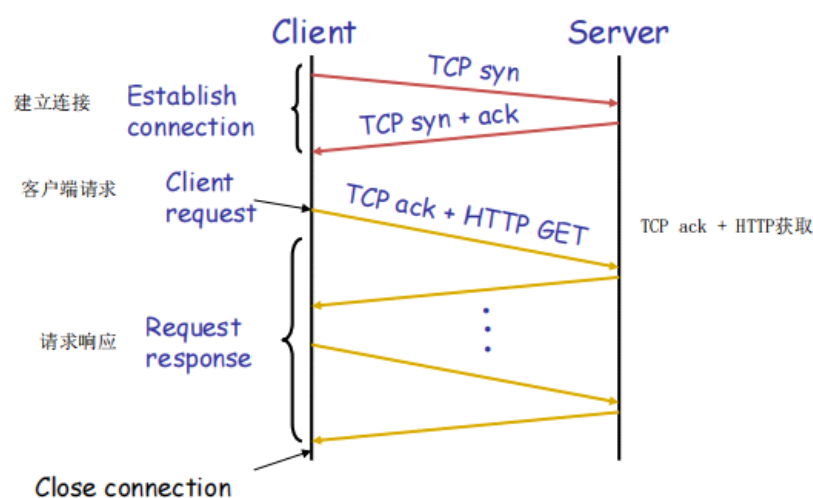 Client
Server
TCP syn
建立连接
Establish
connection
TCP syn + ack
客户端请求
Client
request
TCP ack + HTTP GET
TCP ack + HTTP获取
请求响应
Request
response
Close connection